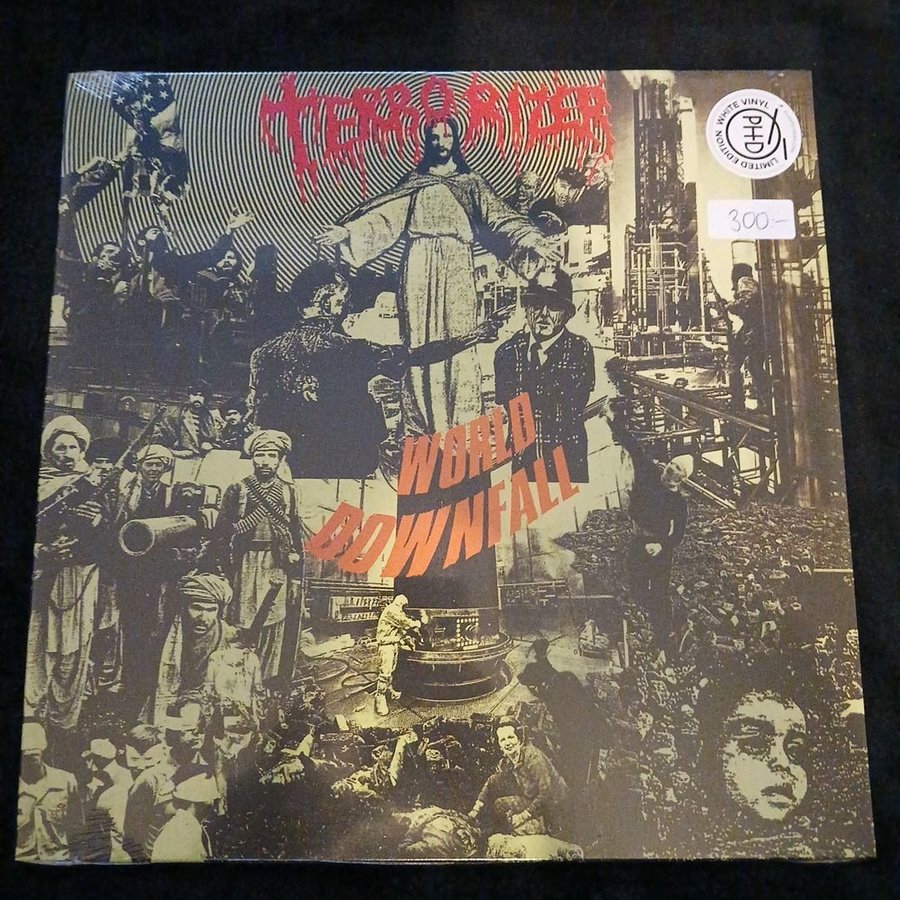 TERRORIZER
LIMITED EDITION WHITE VINYL
PHD
300:-
WORLD
DOWNFALL